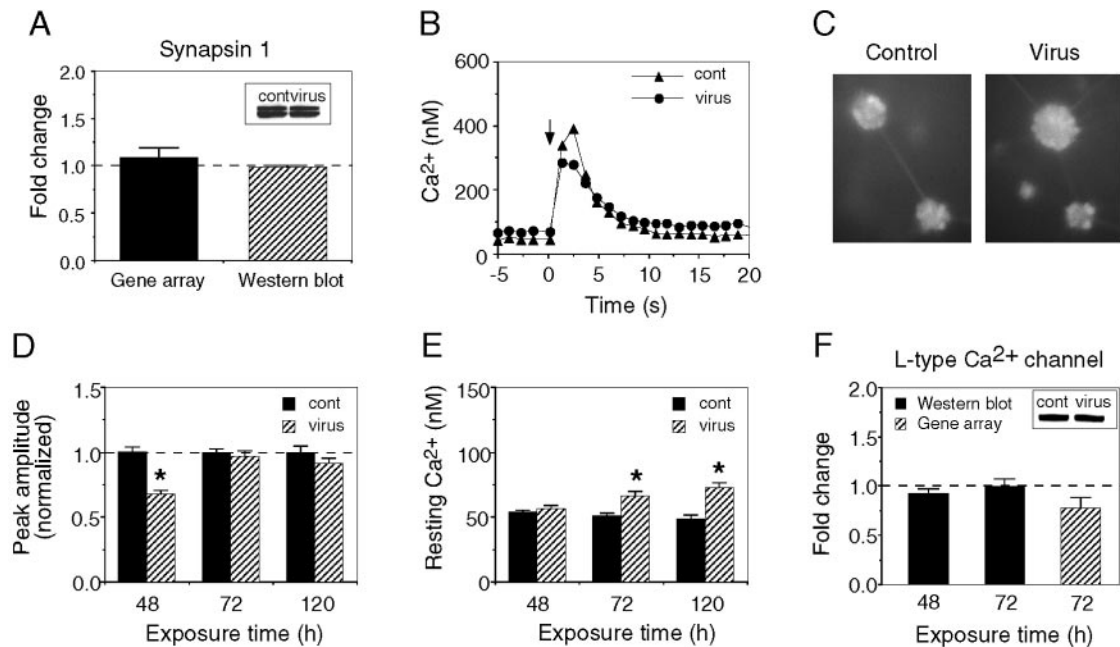 A
Synapsin 1
Fold change
2.0
1.5
1.0
0.5
0.0
cont virus
Gene array
Western blot
B
Ca2+ (nM)
600
400
200
0
cont
virus
-5
0
5
10
15
20
Time (s)
C
Control
Virus
D
Peak amplitude
(normalized)
1.5
1.0
0.5
0.0
cont
virus
*
48
72
120
Exposure time (h)
E
Resting Ca2+ (nM)
150
100
50
0
cont
virus
*
*
48
72
120
Exposure time (h)
F
L-type Ca2+ channel
Fold change
2.0
1.5
1.0
0.5
0.0
Western blot
Gene array
cont virus
48
72
72
Exposure time (h)